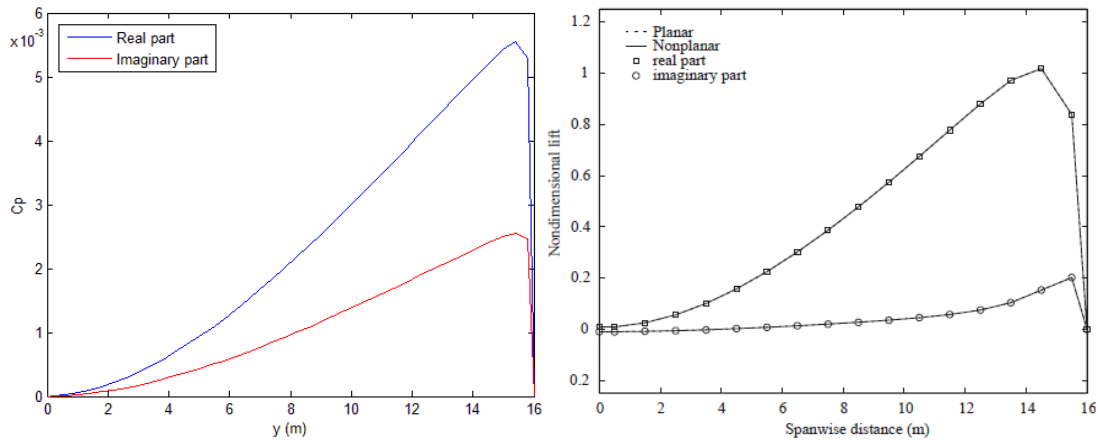 ×10⁻³
6
Real part
Imaginary part
5
4
3
2
1
0
Cp
0 2 4 6 8 10 12 14 16
y (m)
1.2
Planar
Nonplanar
real part
imaginary part
1
0.8
0.6
0.4
0.2
0
0.2
Nondimensional lift
0 2 4 6 8 10 12 14 16
Spanwise distance (m)